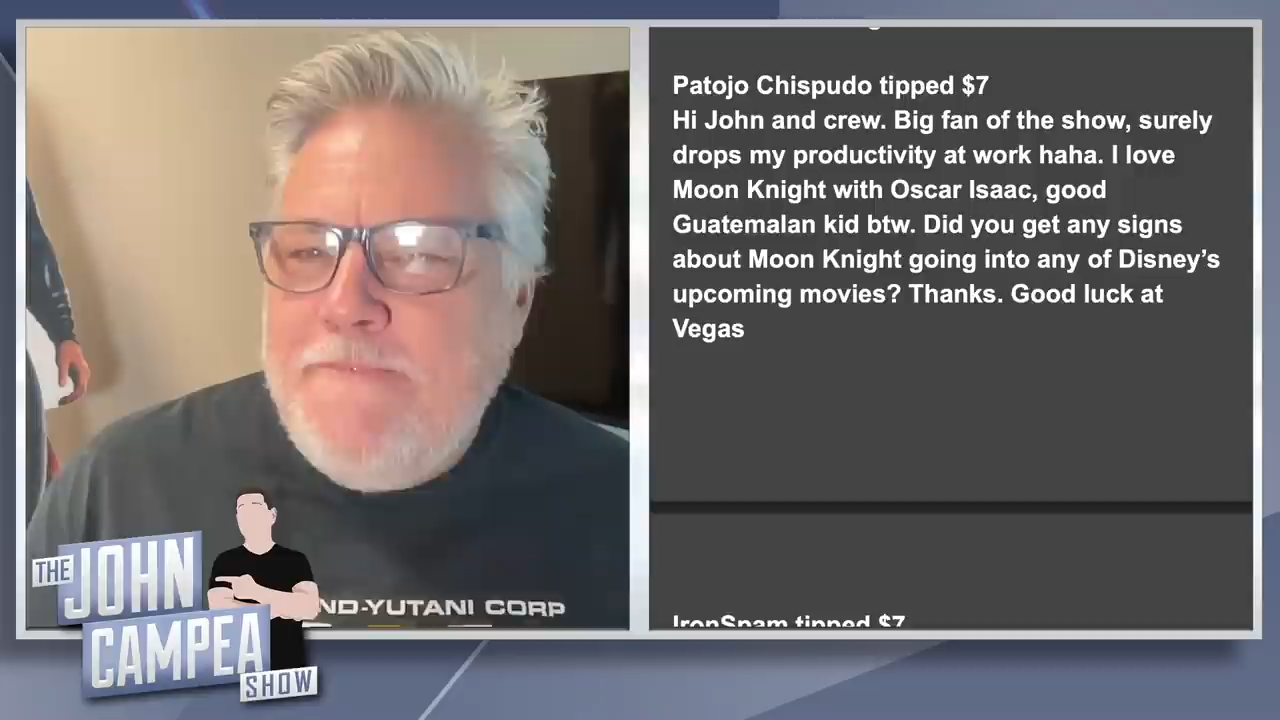 Patojo Chispudo tipped $7
Hi John and crew. Big fan of the show, surely
drops my productivity at work haha. I love
Moon Knight with Oscar Isaac, good
Guatemalan kid btw. Did you get any signs
about Moon Knight going into any of Disney’s
upcoming movies? Thanks. Good luck at
Vegas
IronSpam tipped $7
ND-YUTANI CORP
THE
JOHN
CAMPEA
SHOW